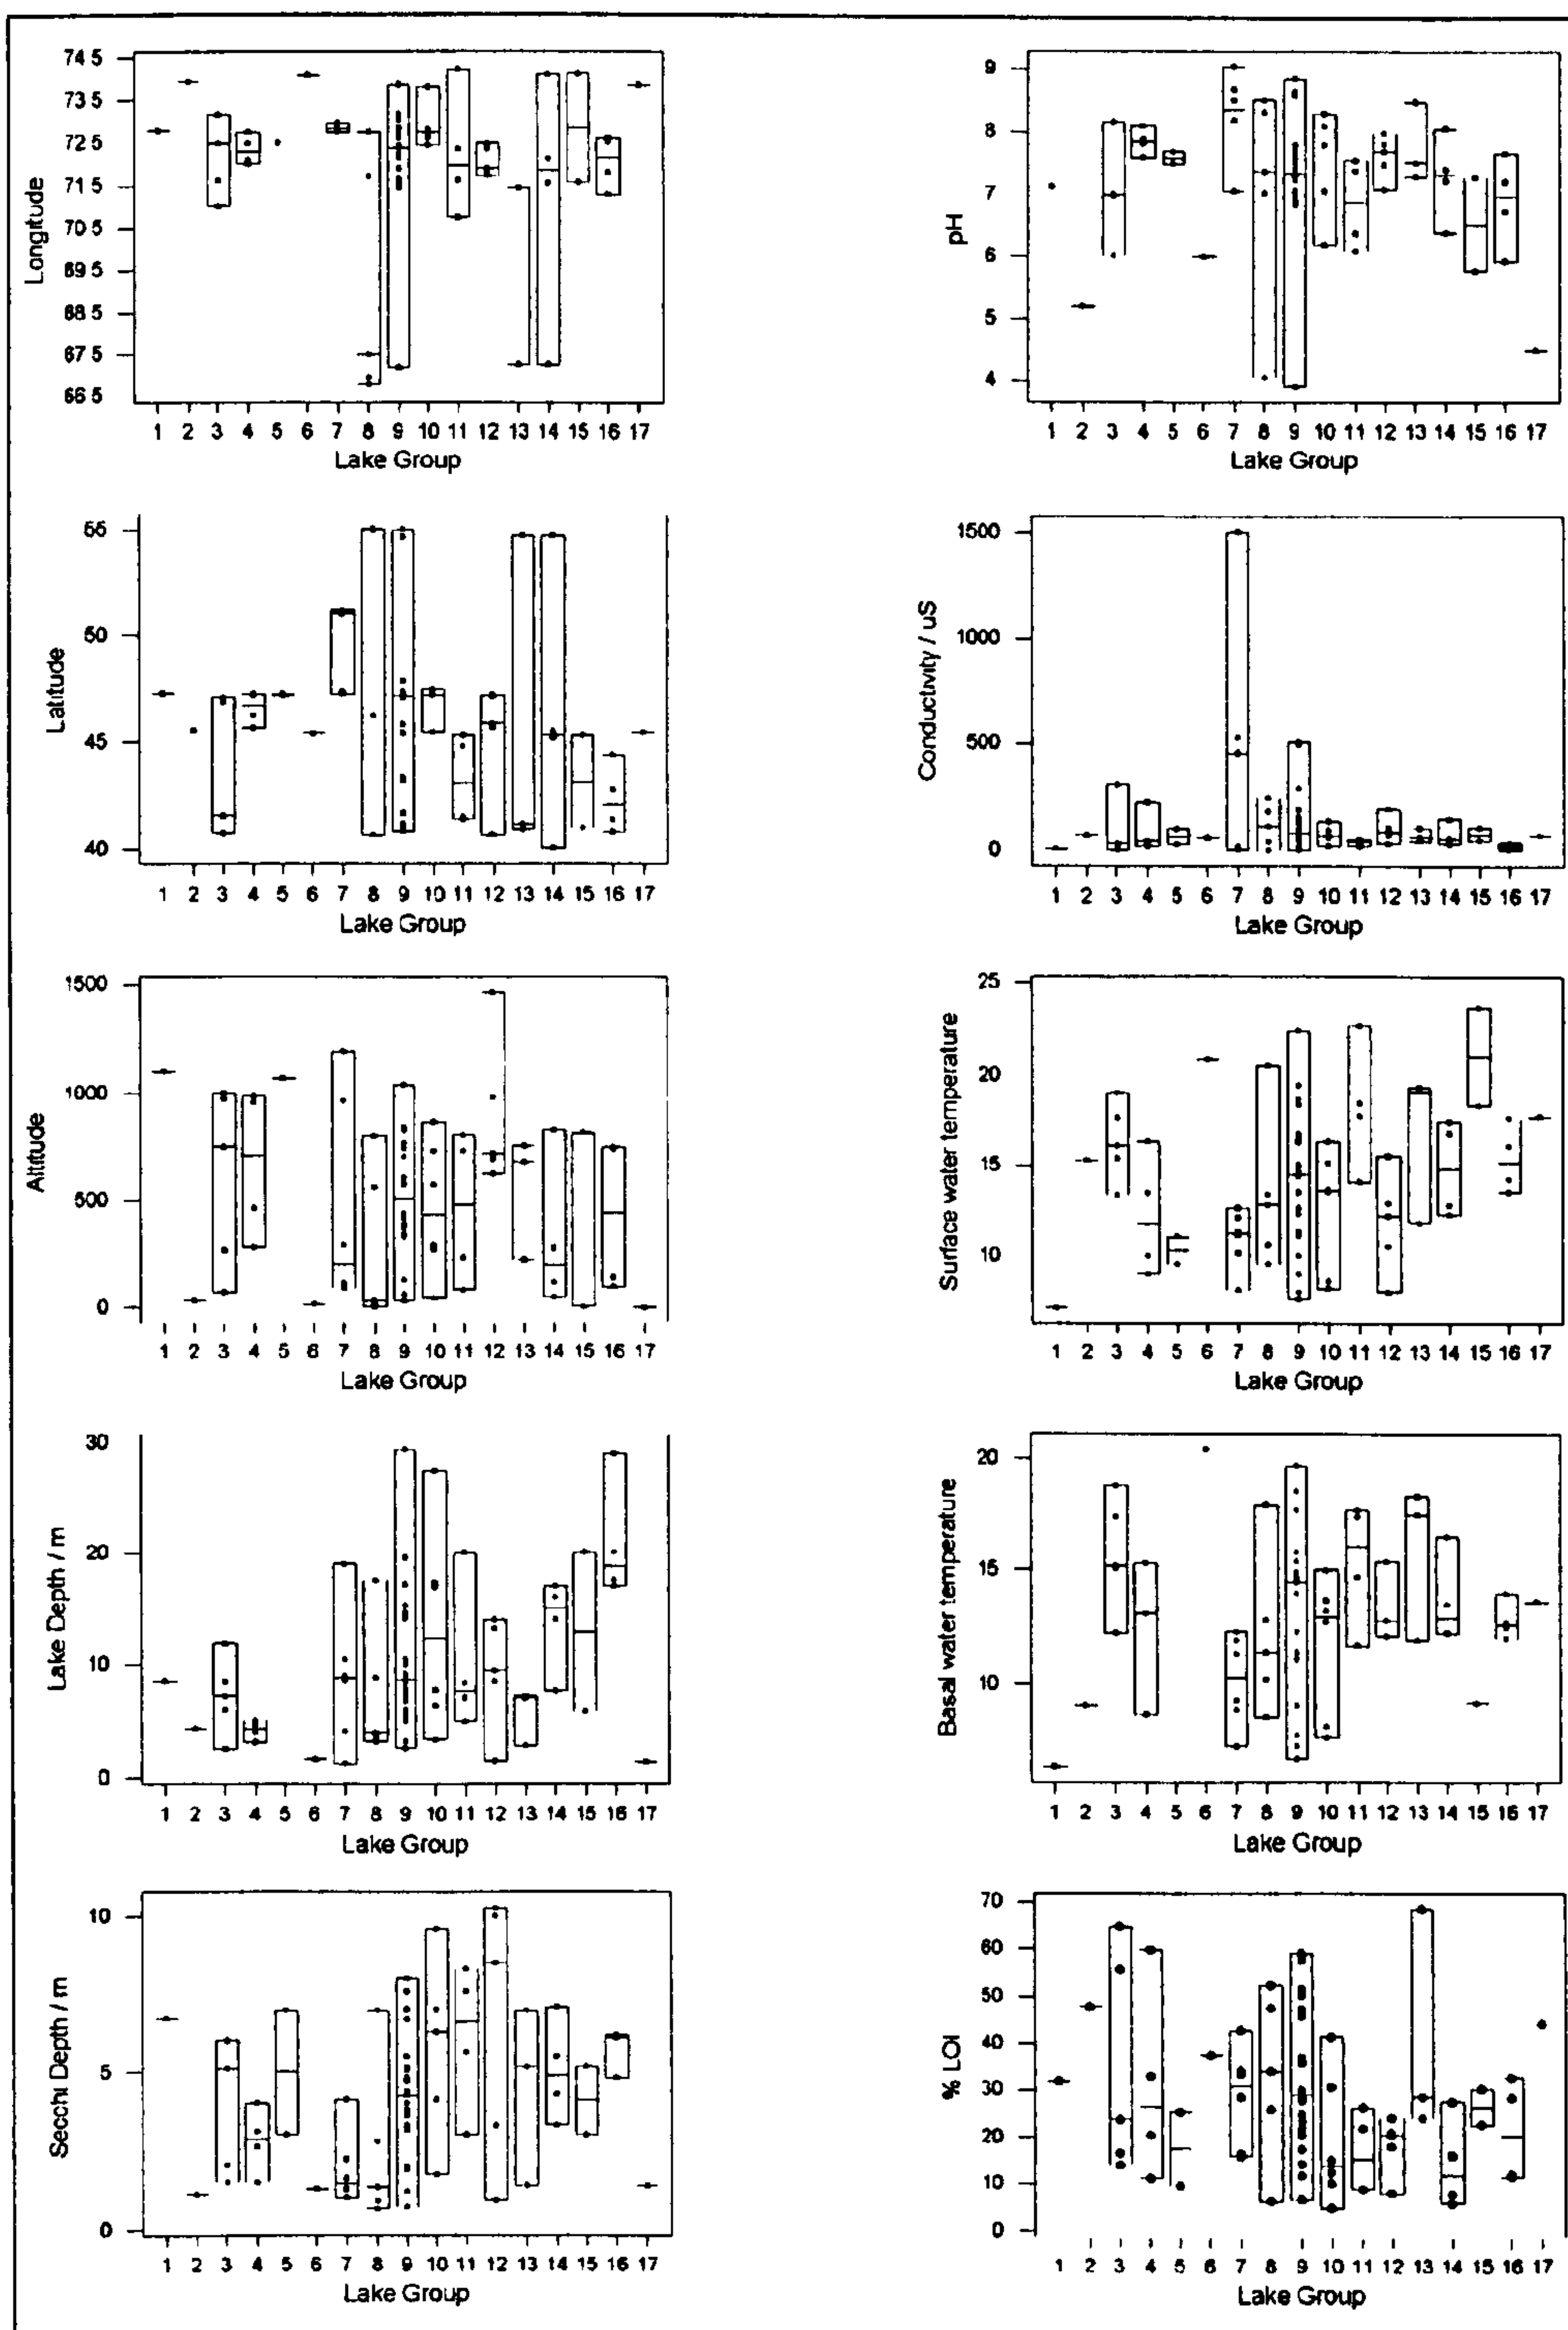 Longitude
74 5
73 5
72 5
71 5
70 5
69 5
68 5
67 5
66 5
1 2 3 4 5 6 7 8 9 10 11 12 13 14 15 16 17
Lake Group
pH
9
8
7
6
5
4
1 2 3 4 5 6 7 8 9 10 11 12 13 14 15 16 17
Lake Group
Latitude
55
50
45
40
1 2 3 4 5 6 7 8 9 10 11 12 13 14 15 16 17
Lake Group
Conductivity / uS
1500
1000
500
0
1 2 3 4 5 6 7 8 9 10 11 12 13 14 15 16 17
Lake Group
Altitude
1500
1000
500
0
1 2 3 4 5 6 7 8 9 10 11 12 13 14 15 16 17
Lake Group
Surface water temperature
25
20
15
10
1 2 3 4 5 6 7 8 9 10 11 12 13 14 15 16 17
Lake Group
Lake Depth / m
30
20
10
0
1 2 3 4 5 6 7 8 9 10 11 12 13 14 15 16 17
Lake Group
Basal water temperature
20
15
10
1 2 3 4 5 6 7 8 9 10 11 12 13 14 15 16 17
Lake Group
Secchi Depth / m
10
5
0
1 2 3 4 5 6 7 8 9 10 11 12 13 14 15 16 17
Lake Group
% LOI
70
60
50
40
30
20
10
0
1 2 3 4 5 6 7 8 9 10 11 12 13 14 15 16 17
Lake Group